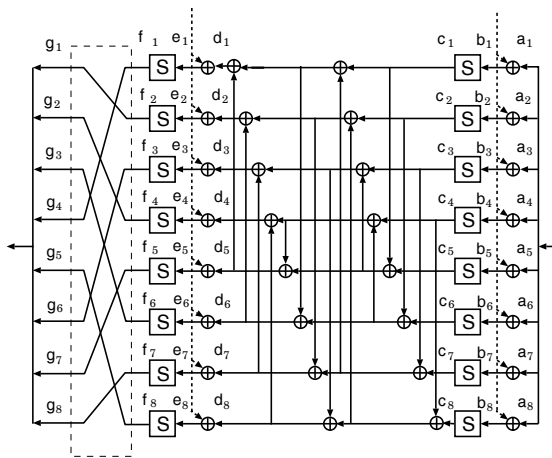 g1 f1 S e1 d1 c1 S b1 a1
g2 f2 S e2 d2 c2 S b2 a2
g3 f3 S e3 d3 c3 S b3 a3
g4 f4 S e4 d4 c4 S b4 a4
g5 f5 S e5 d5 c5 S b5 a5
g6 f6 S e6 d6 c6 S b6 a6
g7 f7 S e7 d7 c7 S b7 a7
g8 f8 S e8 d8 c8 S b8 a8